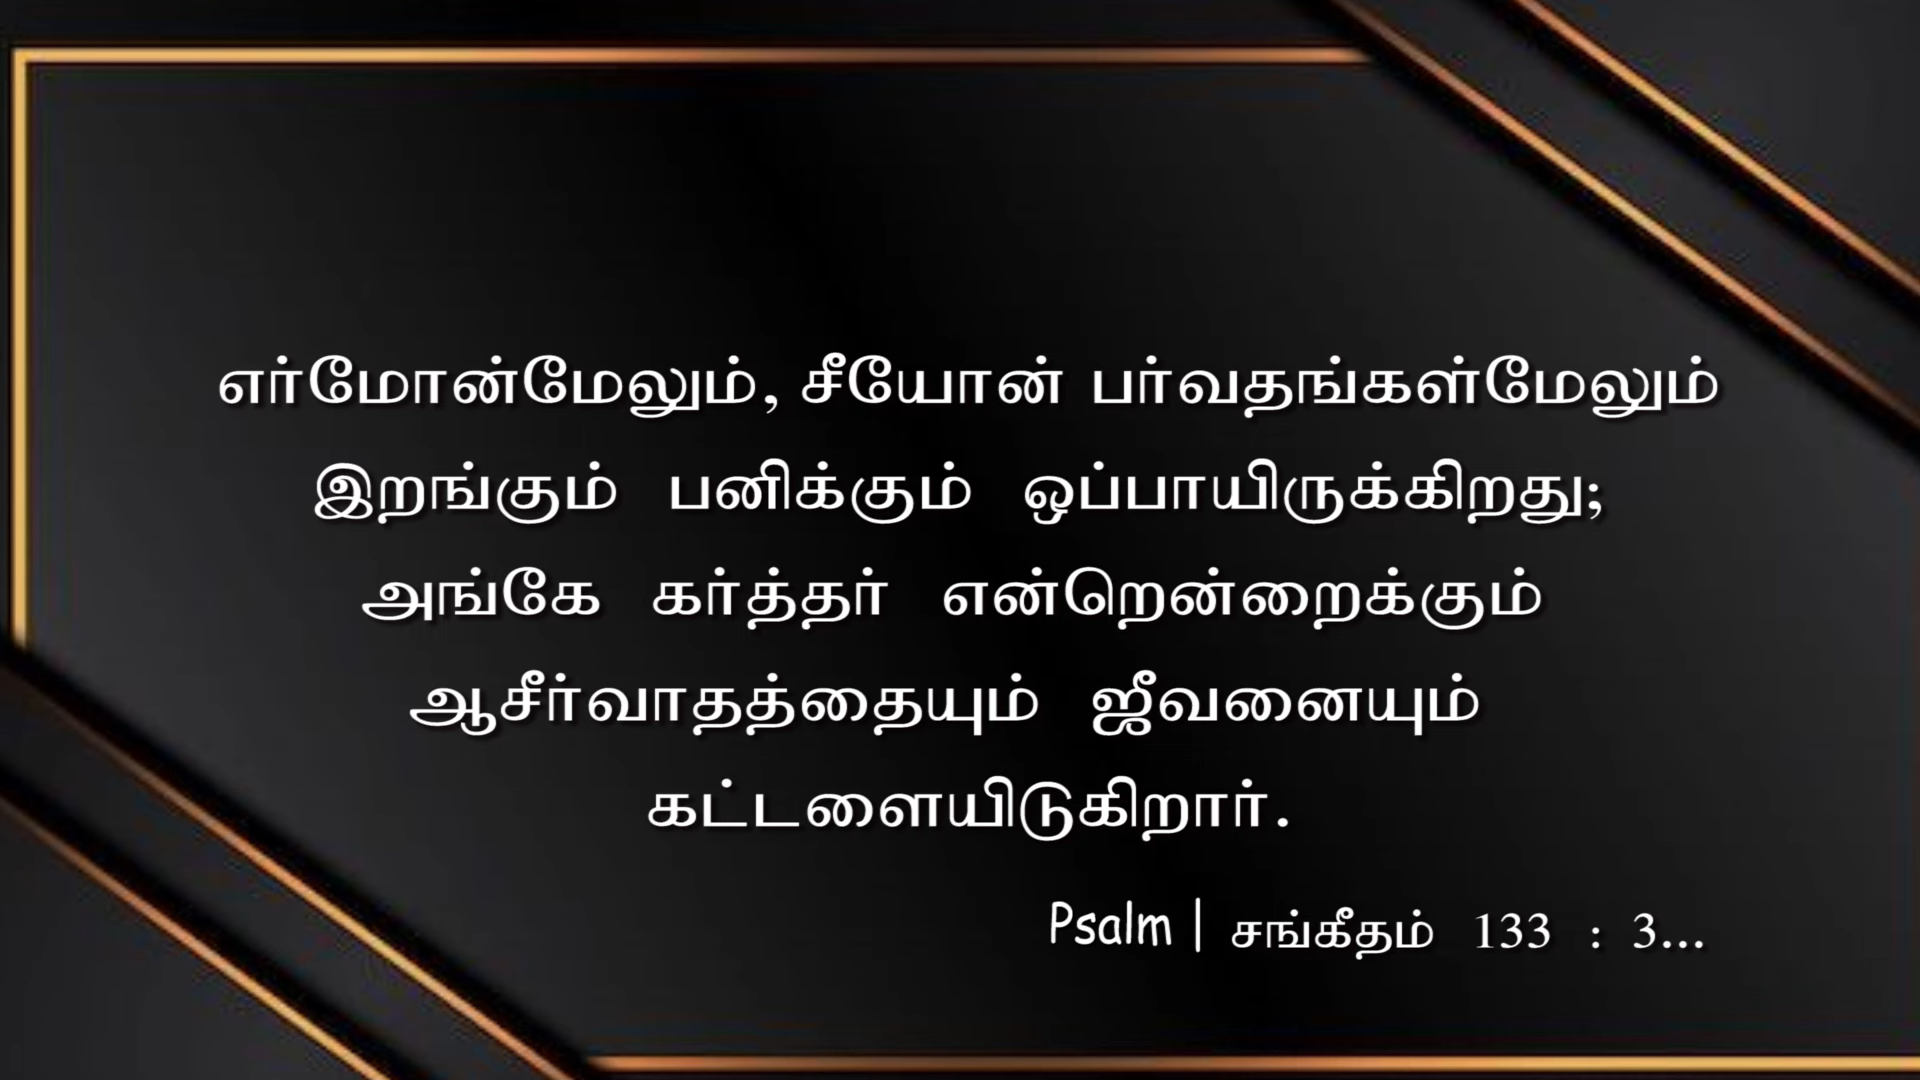 எர்மோன்மேலும், சீயோன் பர்வதங்கள்மேலும்
இறங்கும் பனிக்கும் ஒப்பாயிருக்கிறது;
அங்கே கர்த்தர் என்றென்றைக்கும்
ஆசீர்வாதத்தையும் ஜீவனையும்
கட்டளையிடுகிறார்.
Psalm | சங்கீதம் 133 : 3...